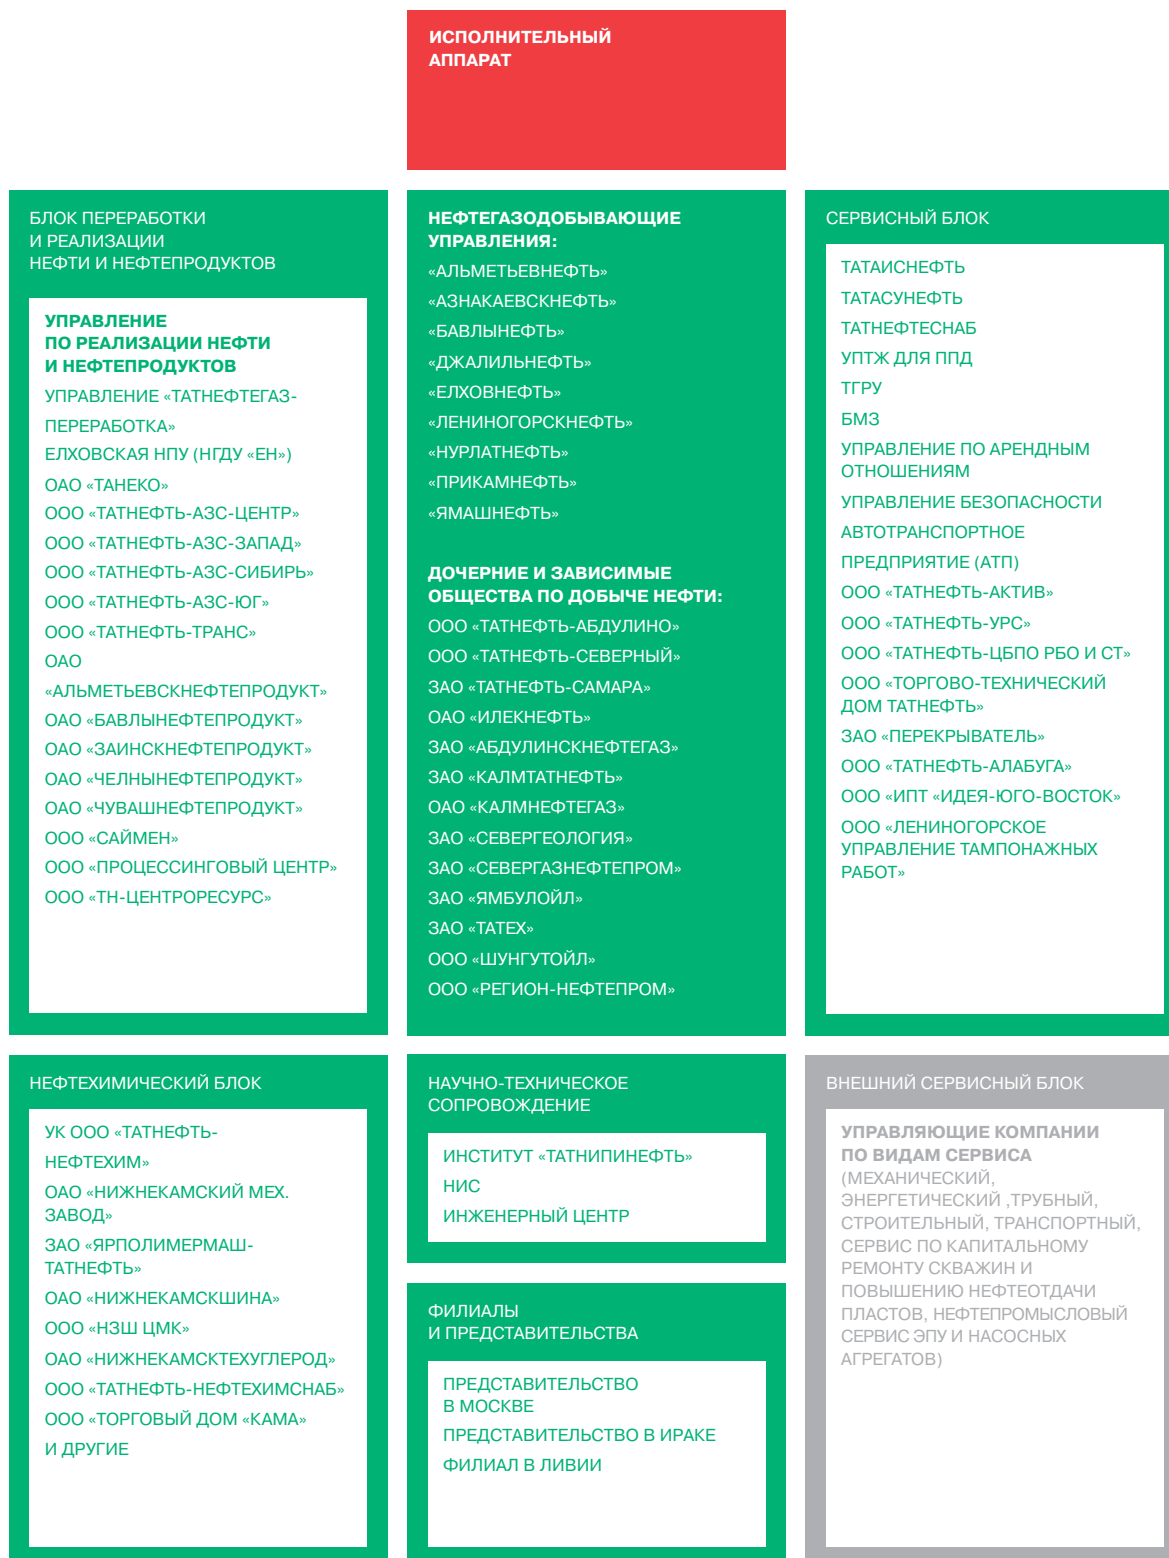 ИСПОЛНИТЕЛЬНЫЙ
АППАРАТ
БЛОК ПЕРЕРАБОТКИ
И РЕАЛИЗАЦИИ
НЕФТИ И НЕФТЕПРОДУКТОВ
УПРАВЛЕНИЕ
ПО РЕАЛИЗАЦИИ НЕФТИ
И НЕФТЕПРОДУКТОВ
УПРАВЛЕНИЕ «ТАТНЕФТЕГАЗ-
ПЕРЕРАБОТКА»
ЕЛХОВСКАЯ НПУ (НГДУ «ЕН»)
ОАО «ТАНЕКО»
ООО «ТАТНЕФТЬ-АЗС-ЦЕНТР»
ООО «ТАТНЕФТЬ-АЗС-ЗАПАД»
ООО «ТАТНЕФТЬ-АЗС-СИБИРЬ»
ООО «ТАТНЕФТЬ-АЗС-ЮГ»
ООО «ТАТНЕФТЬ-ТРАНС»
ОАО
«АЛЬМЕТЬЕВСКНЕФТЕПРОДУКТ»
ОАО «БАВЛЫНЕФТЕПРОДУКТ»
ОАО «ЗАИНСКНЕФТЕПРОДУКТ»
ОАО «ЧЕЛНЫНЕФТЕПРОДУКТ»
ОАО «ЧУВАШНЕФТЕПРОДУКТ»
ООО «САЙМЕН»
ООО «ПРОЦЕССИНГОВЫЙ ЦЕНТР»
ООО «ТН-ЦЕНТРОРЕСУРС»
НЕФТЕГАЗОДОБЫВАЮЩИЕ
УПРАВЛЕНИЯ:
«АЛЬМЕТЬЕВНЕФТЬ»
«АЗНАКАЕВСКНЕФТЬ»
«БАВЛЫНЕФТЬ»
«ДЖАЛИЛЬНЕФТЬ»
«ЕЛХОВНЕФТЬ»
«ЛЕНИНОГОРСКНЕФТЬ»
«НУРЛАТНЕФТЬ»
«ПРИКАМНЕФТЬ»
«ЯМАШНЕФТЬ»
ДОЧЕРНИЕ И ЗАВИСИМЫЕ
ОБЩЕСТВА ПО ДОБЫЧЕ НЕФТИ:
ООО «ТАТНЕФТЬ-АБДУЛИНО»
ООО «ТАТНЕФТЬ-СЕВЕРНЫЙ»
ЗАО «ТАТНЕФТЬ-САМАРА»
ОАО «ИЛЕКНЕФТЬ»
ЗАО «АБДУЛИНСКНЕФТЕГАЗ»
ЗАО «КАЛМТАТНЕФТЬ»
ОАО «КАЛМНЕФТЕГАЗ»
ЗАО «СЕВЕРГЕОЛОГИЯ»
ЗАО «СЕВЕРГАЗНЕФТЕПРОМ»
ЗАО «ЯМБУЛОЙЛ»
ЗАО «ТАТЕХ»
ООО «ШУНГУТОЙЛ»
ООО «РЕГИОН-НЕФТЕПРОМ»
СЕРВИСНЫЙ БЛОК
ТАТАИСНЕФТЬ
ТАТАСУНЕФТЬ
ТАТНЕФТЕСНАБ
УПТЖ ДЛЯ ППД
ТГРУ
БМЗ
УПРАВЛЕНИЕ ПО АРЕНДНЫМ
ОТНОШЕНИЯМ
УПРАВЛЕНИЕ БЕЗОПАСНОСТИ
АВТОТРАНСПОРТНОЕ
ПРЕДПРИЯТИЕ (АТП)
ООО «ТАТНЕФТЬ-АКТИВ»
ООО «ТАТНЕФТЬ-УРС»
ООО «ТАТНЕФТЬ-ЦБПО РБО И СТ»
ООО «ТОРГОВО-ТЕХНИЧЕСКИЙ
ДОМ ТАТНЕФТЬ»
ЗАО «ПЕРЕКРЫВАТЕЛЬ»
ООО «ТАТНЕФТЬ-АЛАБУГА»
ООО «ИПТ «ИДЕЯ-ЮГО-ВОСТОК»
ООО «ЛЕНИНОГОРСКОЕ
УПРАВЛЕНИЕ ТАМПОНАЖНЫХ
РАБОТ»
НЕФТЕХИМИЧЕСКИЙ БЛОК
УК ООО «ТАТНЕФТЬ-
НЕФТЕХИМ»
ОАО «НИЖНЕКАМСКИЙ МЕХ.
ЗАВОД»
ЗАО «ЯРПОЛИМЕРМАШ-
ТАТНЕФТЬ»
ОАО «НИЖНЕКАМСКШИНА»
ООО «НЗШ ЦМК»
ОАО «НИЖНЕКАМСКТЕХУГЛЕРОД»
ООО «ТАТНЕФТЬ-НЕФТЕХИМСНАБ»
ООО «ТОРГОВЫЙ ДОМ «КАМА»
И ДРУГИЕ
НАУЧНО-ТЕХНИЧЕСКОЕ
СОПРОВОЖДЕНИЕ
ИНСТИТУТ «ТАТНИПИНЕФТЬ»
НИС
ИНЖЕНЕРНЫЙ ЦЕНТР
ФИЛИАЛЫ
И ПРЕДСТАВИТЕЛЬСТВА
ПРЕДСТАВИТЕЛЬСТВО
В МОСКВЕ
ПРЕДСТАВИТЕЛЬСТВО В ИРАКЕ
ФИЛИАЛ В ЛИВИИ
ВНЕШНИЙ СЕРВИСНЫЙ БЛОК
УПРАВЛЯЮЩИЕ КОМПАНИИ
ПО ВИДАМ СЕРВИСА
(МЕХАНИЧЕСКИЙ,
ЭНЕРГЕТИЧЕСКИЙ ,ТРУБНЫЙ,
СТРОИТЕЛЬНЫЙ, ТРАНСПОРТНЫЙ,
СЕРВИС ПО КАПИТАЛЬНОМУ
РЕМОНТУ СКВАЖИН И
ПОВЫШЕНИЮ НЕФТЕОТДАЧИ
ПЛАСТОВ, НЕФТЕПРОМЫСЛОВЫЙ
СЕРВИС ЭПУ И НАСОСНЫХ
АГРЕГАТОВ)